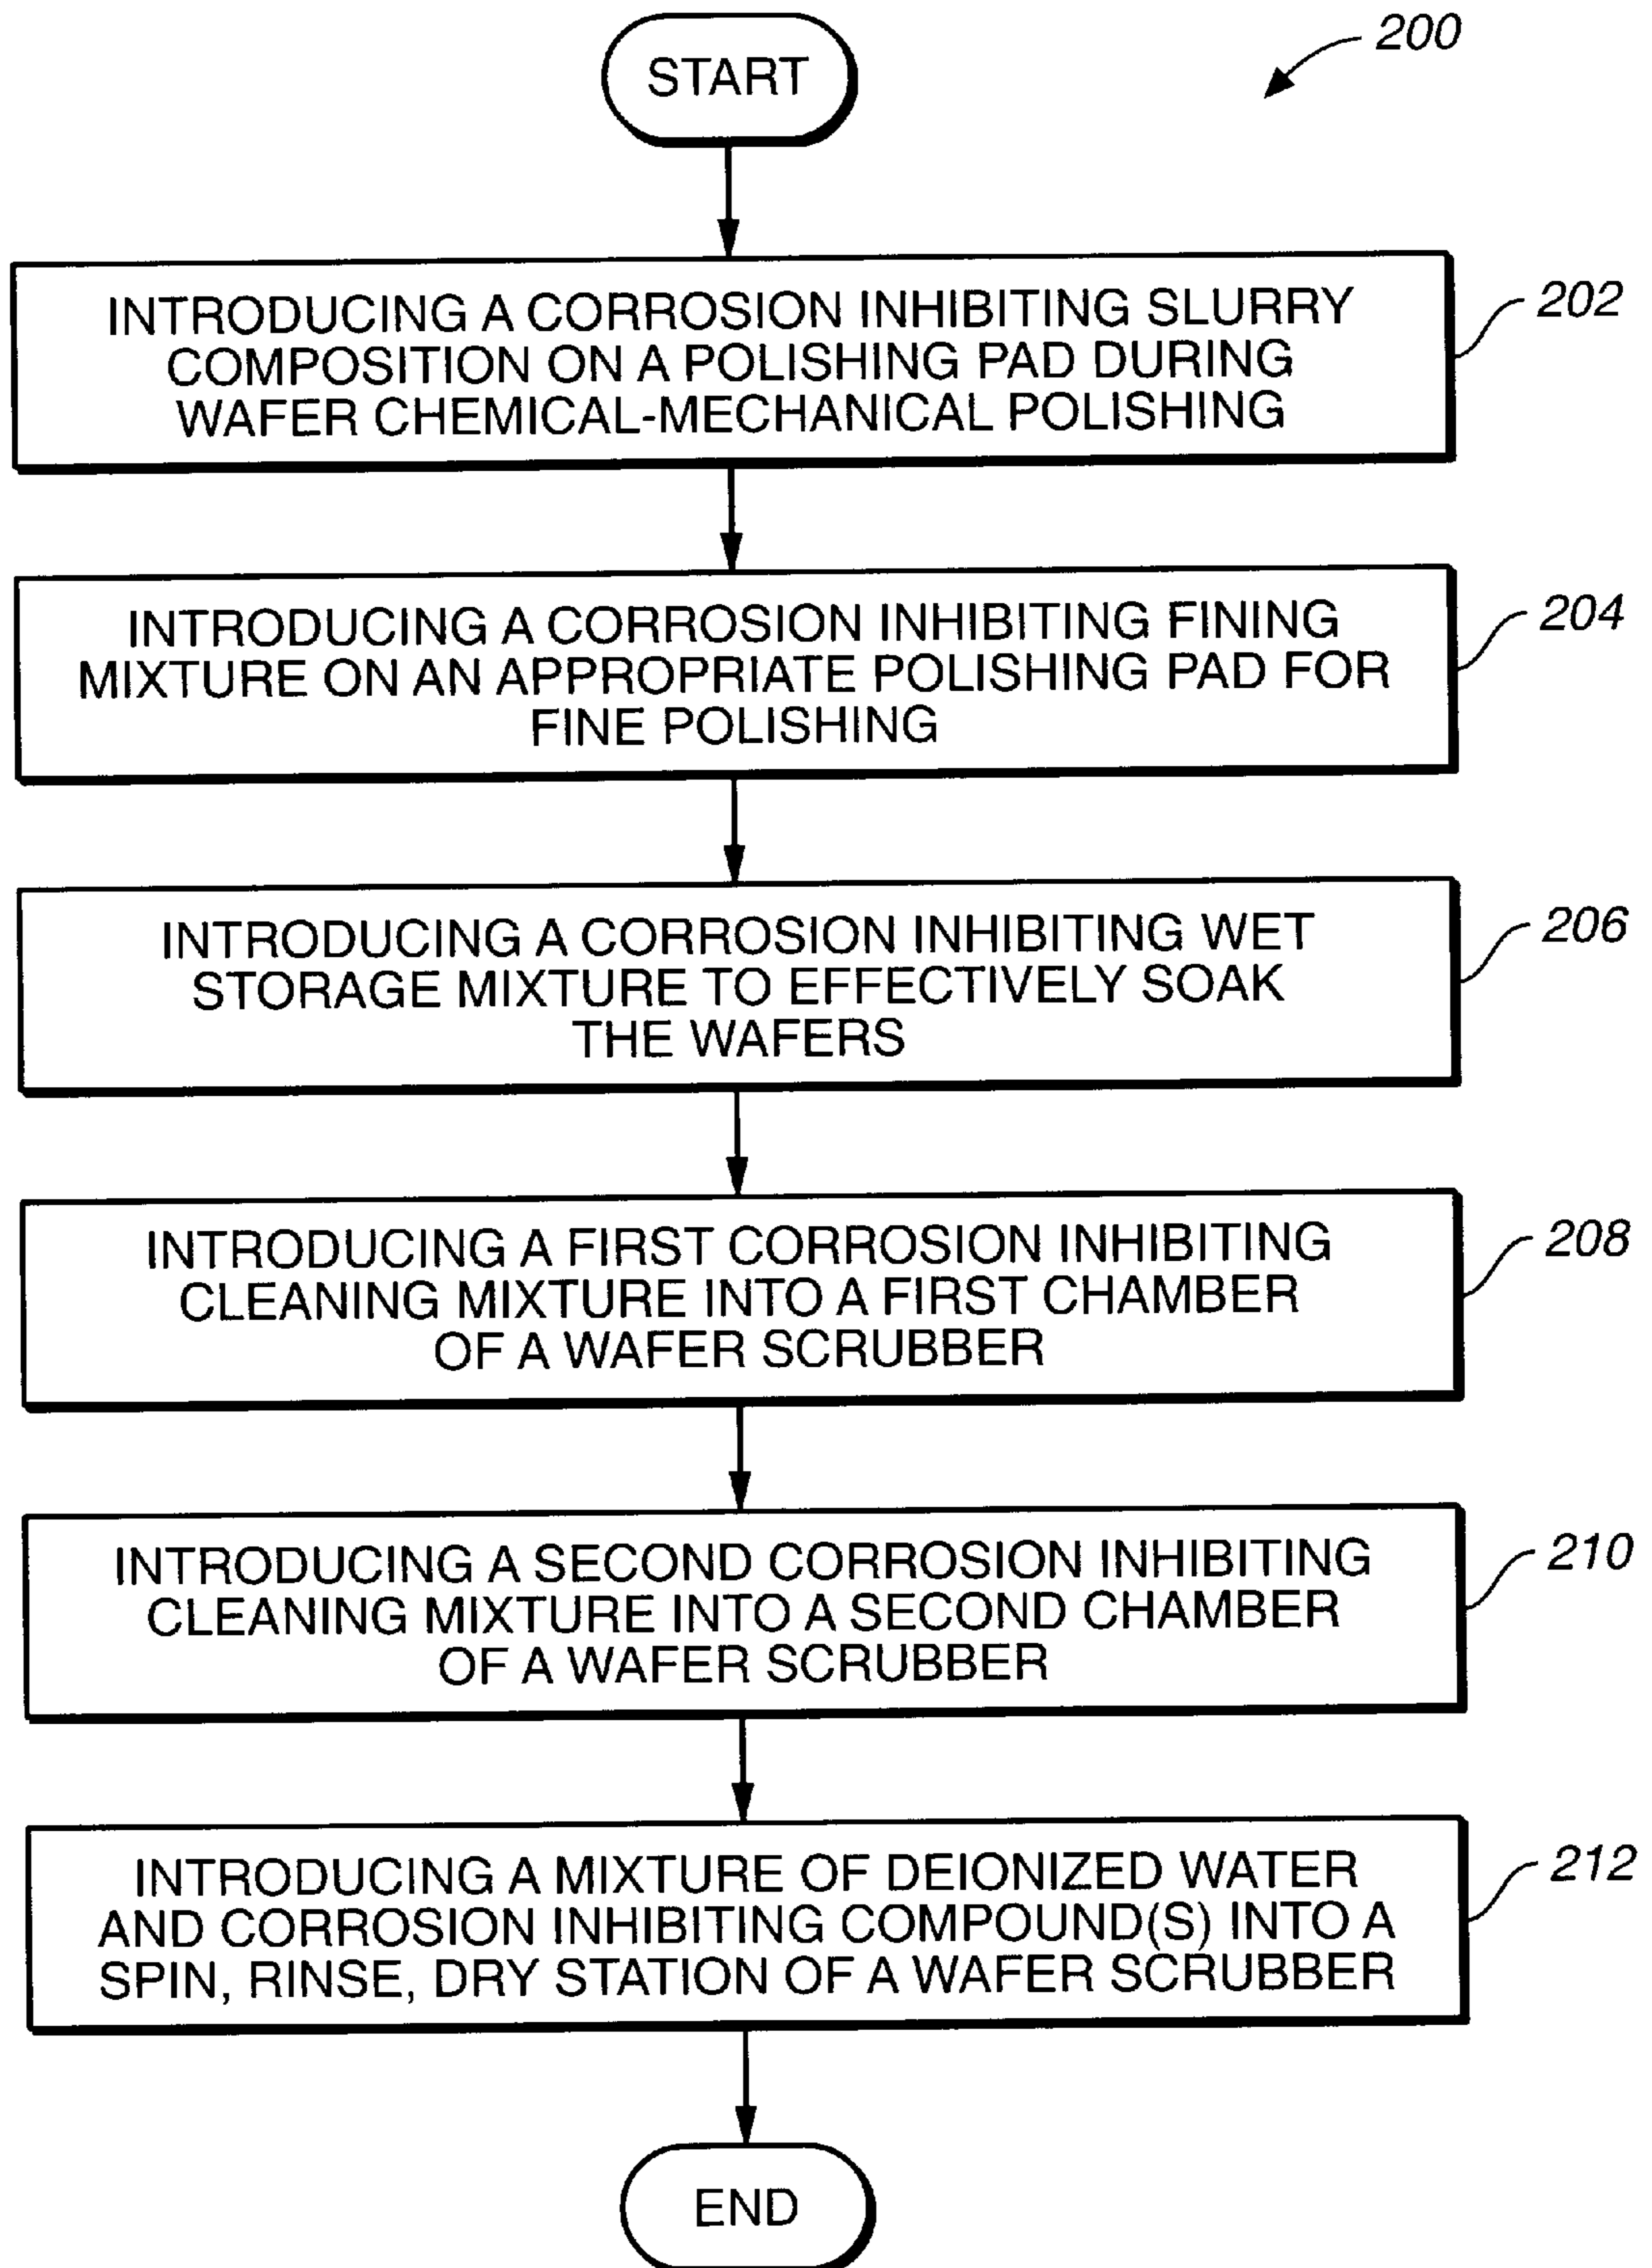 START
200
INTRODUCING A CORROSION INHIBITING SLURRY
COMPOSITION ON A POLISHING PAD DURING
WAFER CHEMICAL-MECHANICAL POLISHING
202
INTRODUCING A CORROSION INHIBITING FINING
MIXTURE ON AN APPROPRIATE POLISHING PAD FOR
FINE POLISHING
204
INTRODUCING A CORROSION INHIBITING WET
STORAGE MIXTURE TO EFFECTIVELY SOAK
THE WAFERS
206
INTRODUCING A FIRST CORROSION INHIBITING
CLEANING MIXTURE INTO A FIRST CHAMBER
OF A WAFER SCRUBBER
208
INTRODUCING A SECOND CORROSION INHIBITING
CLEANING MIXTURE INTO A SECOND CHAMBER
OF A WAFER SCRUBBER
210
INTRODUCING A MIXTURE OF DEIONIZED WATER
AND CORROSION INHIBITING COMPOUND(S) INTO A
SPIN, RINSE, DRY STATION OF A WAFER SCRUBBER
212
END